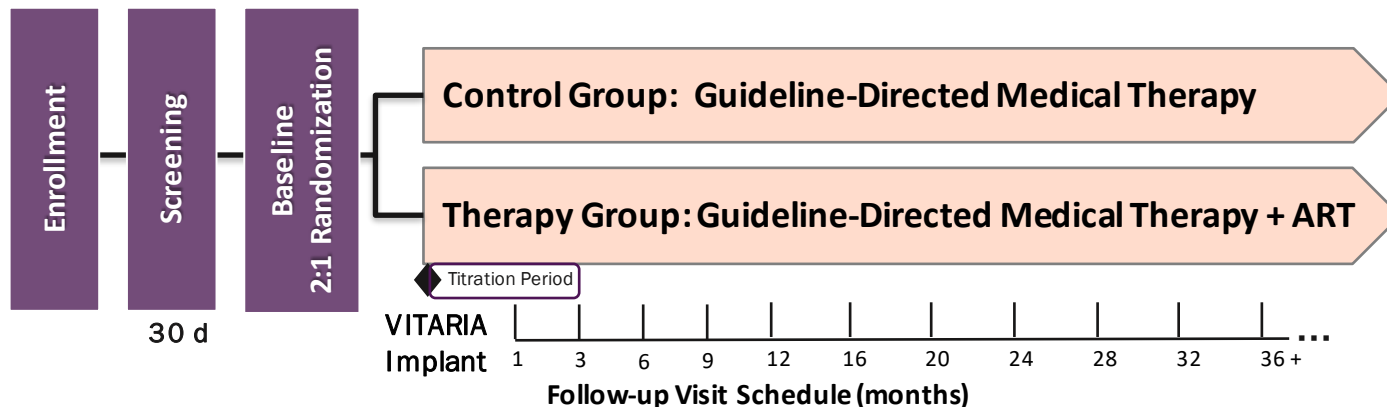 Enrollment
Screening
30 d
Baseline
2:1 Randomization
Control Group: Guideline-Directed Medical Therapy
Therapy Group: Guideline-Directed Medical Therapy + ART
Titration Period
VITARIA
Implant
1 3 6 9 12 16 20 24 28 32 36 + ...
Follow-up Visit Schedule (months)